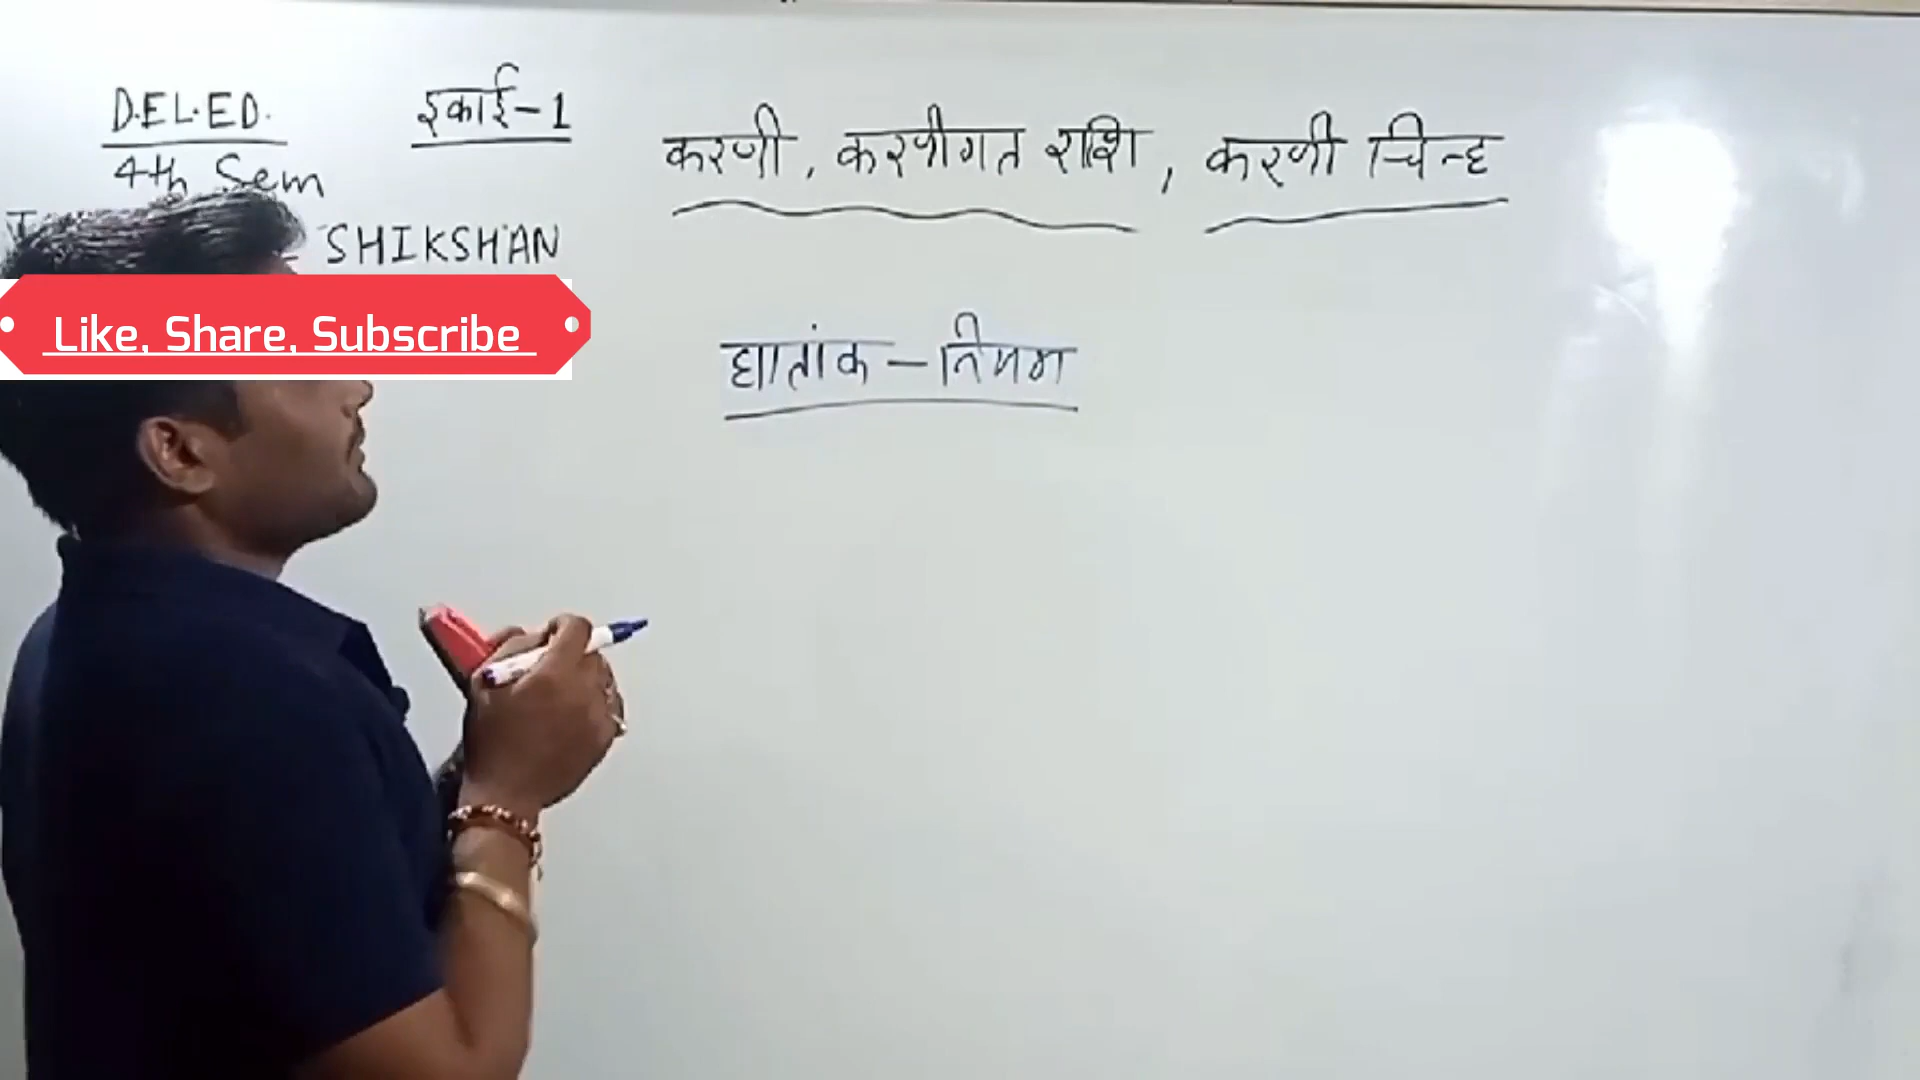 D.EL.ED.
इकाई-1
करणी, करणीगत राशि, करणी चिन्ह
4th Sem
SHIKSHAN
Like, Share, Subscribe
घातांक-नियम